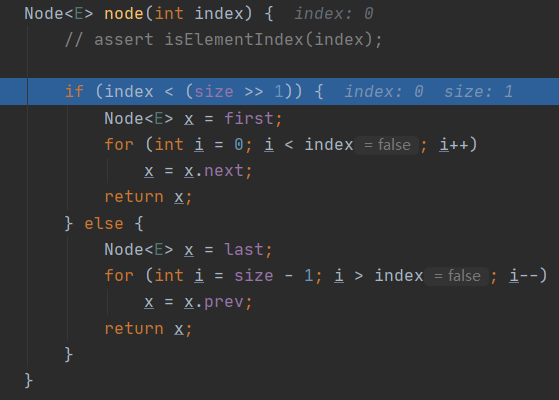 Node<E> node(int index) {  index: 0
    // assert isElementIndex(index);

    if (index < (size >> 1)) {  index: 0  size: 1
        Node<E> x = first;
        for (int i = 0; i < index = false ; i++)
            x = x.next;
        return x;
    } else {
        Node<E> x = last;
        for (int i = size - 1; i > index = false ; i--)
            x = x.prev;
        return x;
    }
}